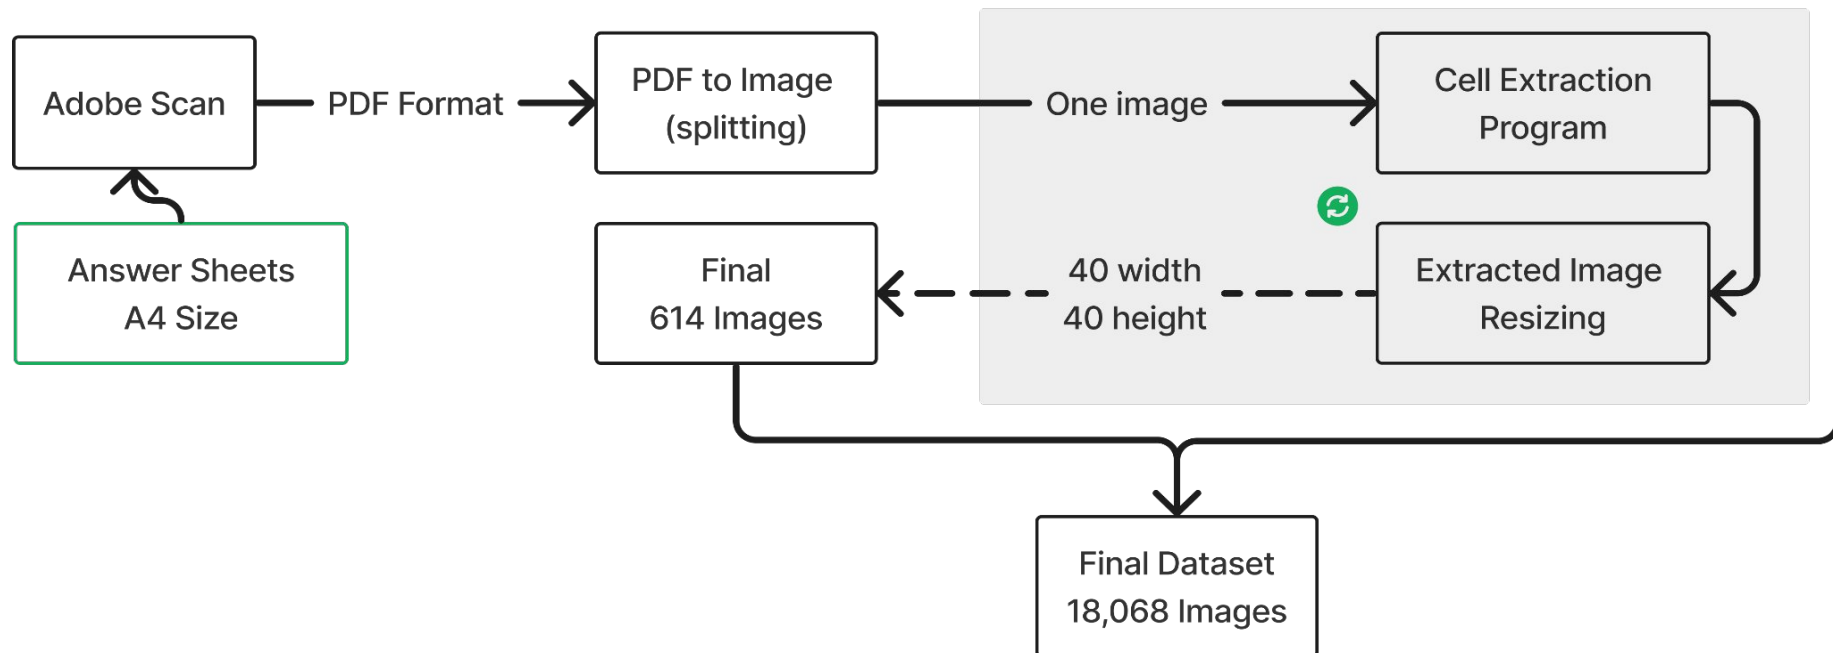 Adobe Scan
PDF Format
PDF to Image
(splitting)
One image
Cell Extraction
Program
Answer Sheets
A4 Size
Final
614 Images
40 width
40 height
Extracted Image
Resizing
Final Dataset
18,068 Images